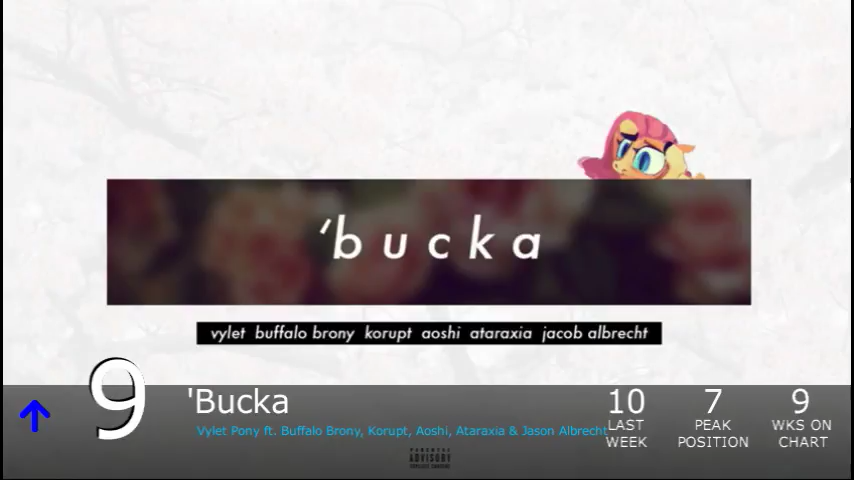 'bucka
vylet buffalo brony korupt aoshi ataraxia jacob albrecht
9
'Bucka
Vylet Pony ft. Buffalo Brony, Korupt, Aoshi, Ataraxia & Jason Albrecht
10
LAST
WEEK
7
PEAK
POSITION
9
WKS ON
CHART
ADVISORY